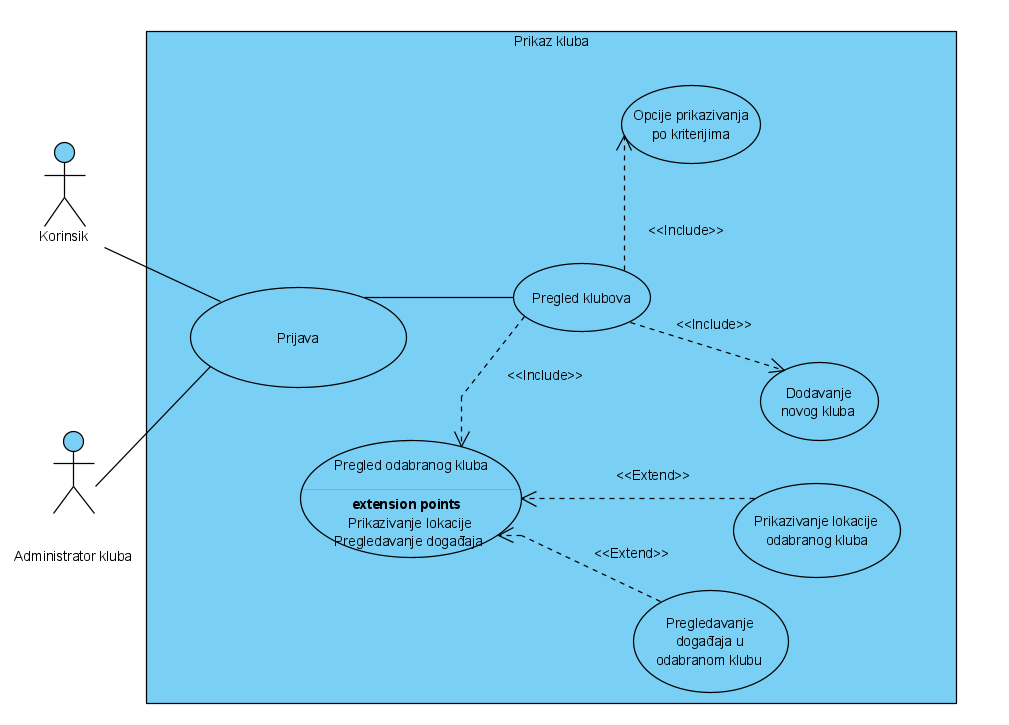 Prikaz kluba
Opcije prikazivanja
po kriterijima
Korinsik
<<Include>>
Pregled klubova
<<Include>>
Prijava
<<Include>>
Dodavanje
novog kluba
Pregled odabranog kluba
extension points
Prikazivanje lokacije
Pregledavanje događaja
<<Extend>>
Prikazivanje lokacije
odabranog kluba
<<Extend>>
Administrator kluba
Pregledavanje
događaja u
odabranom klubu